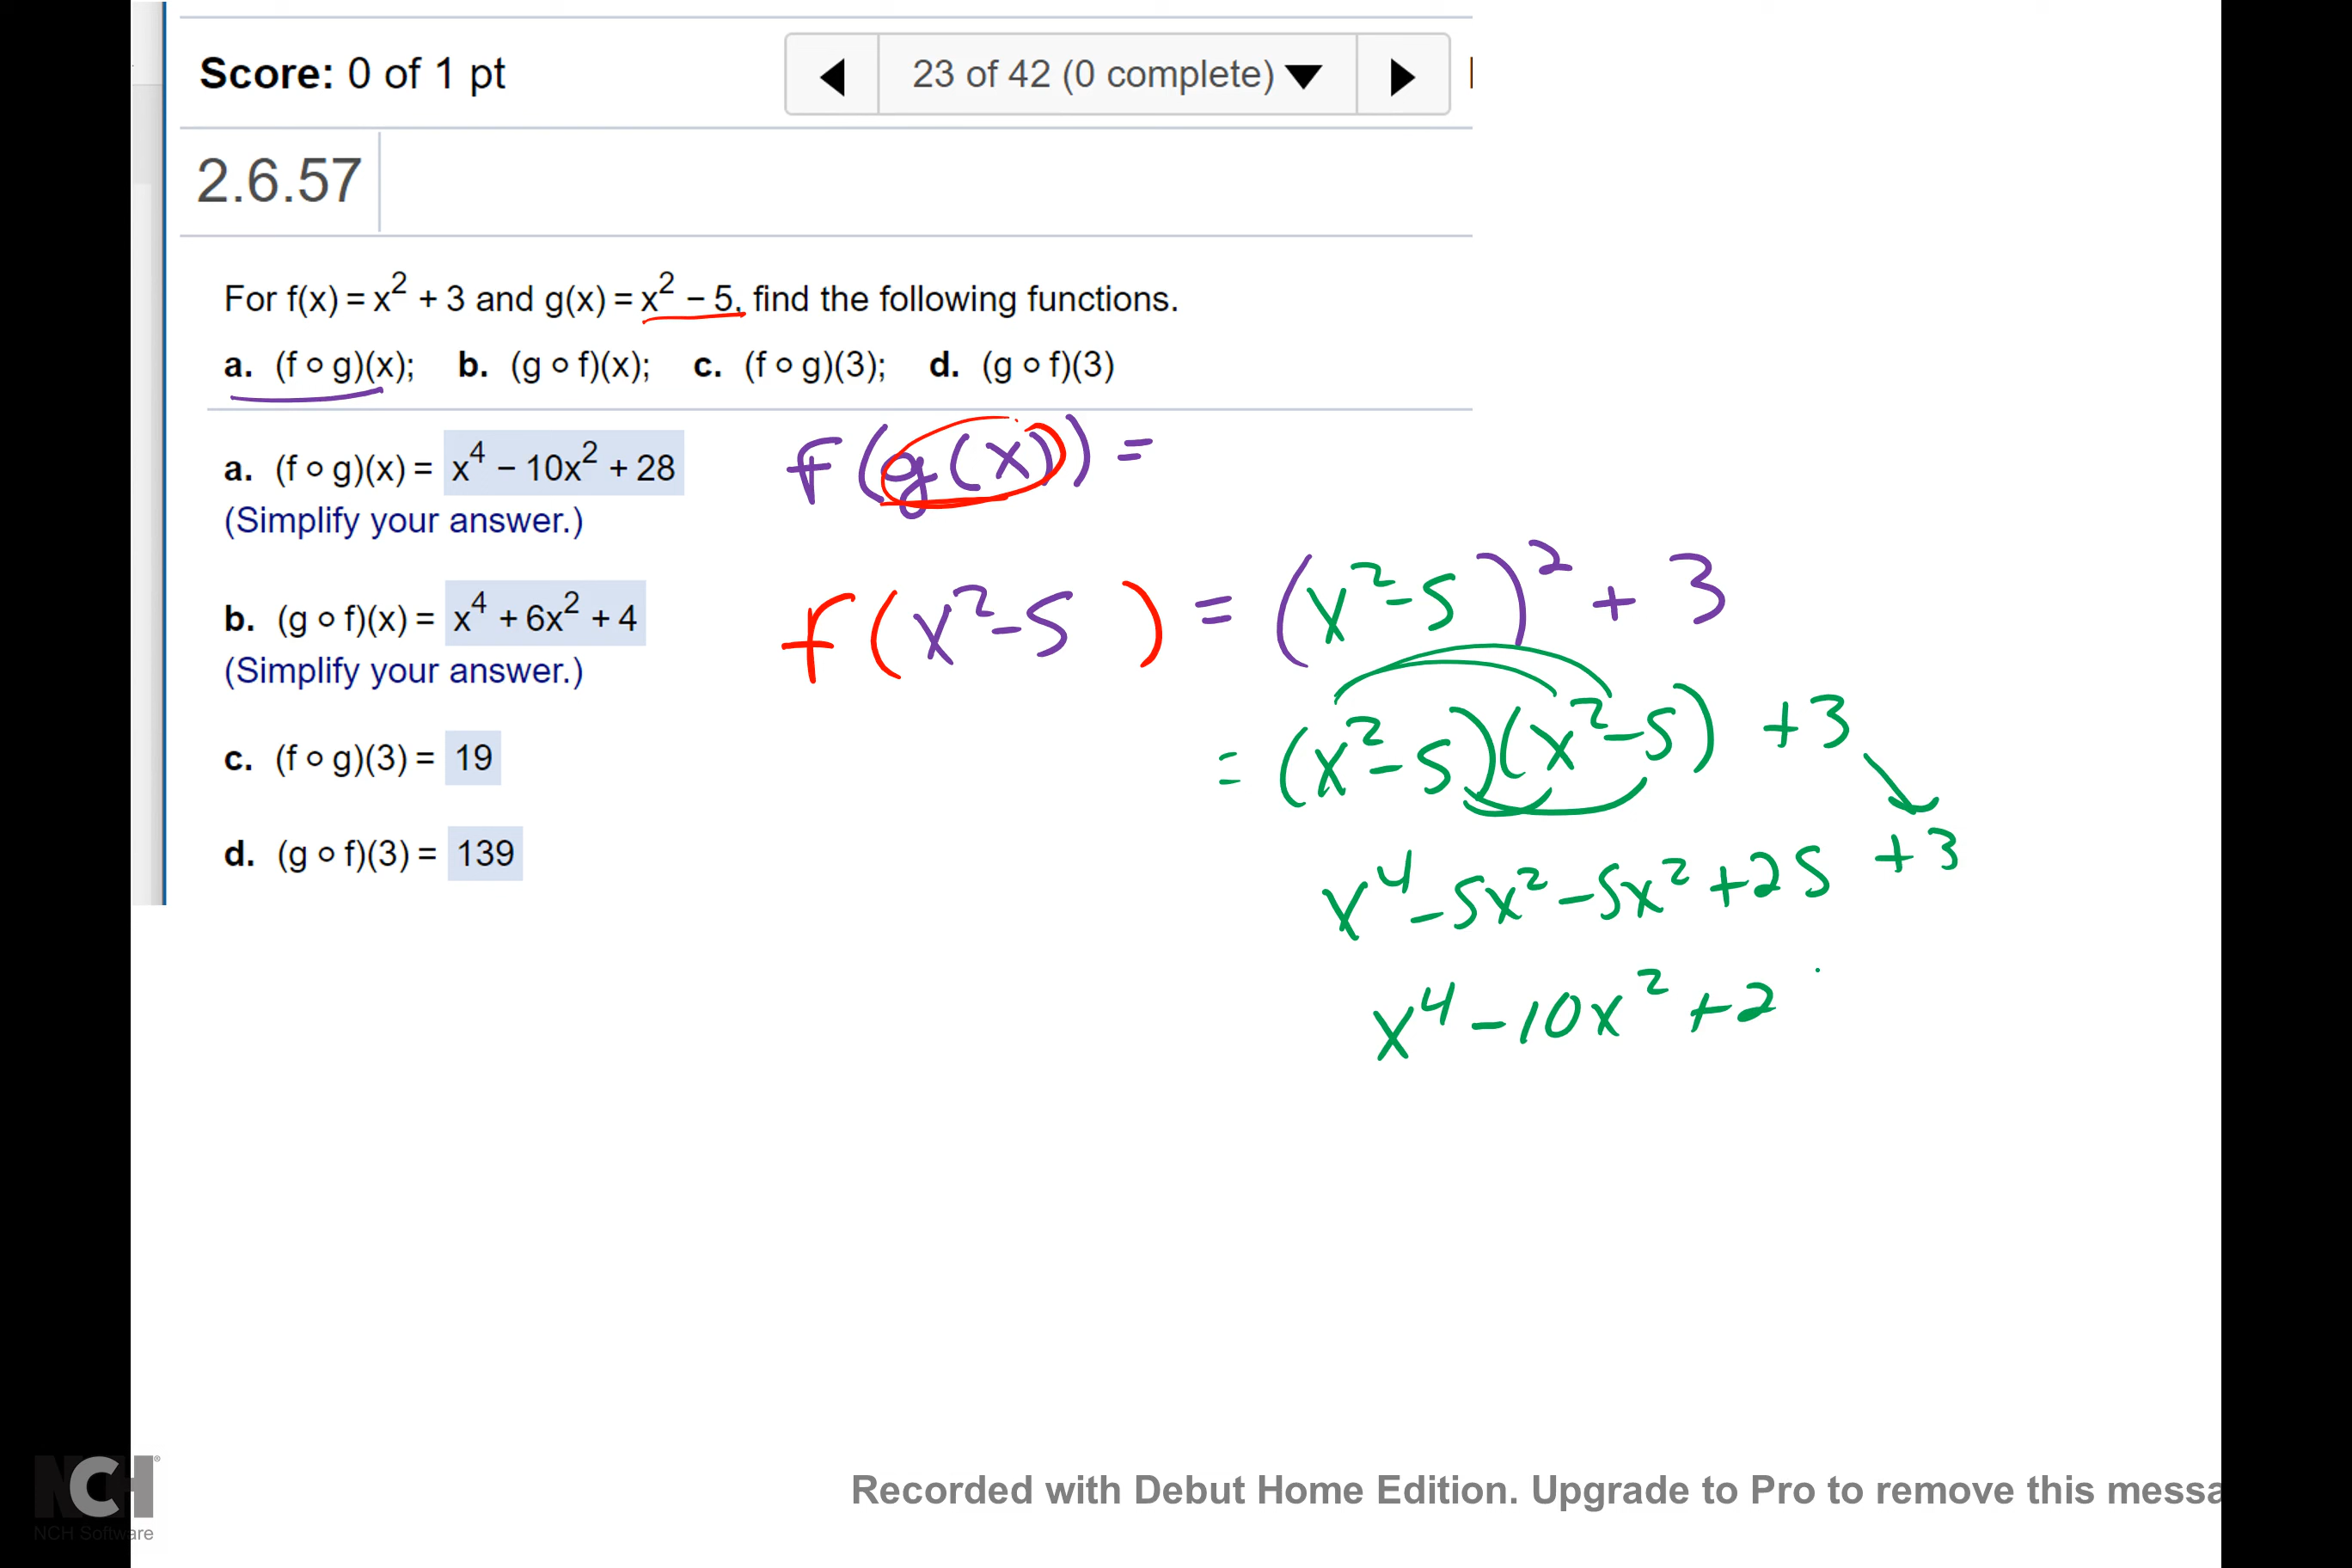 Score: 0 of 1 pt
23 of 42 (0 complete)
2.6.57
For f(x) = x² + 3 and g(x) = x² − 5, find the following functions.
a. (f ∘ g)(x); b. (g ∘ f)(x); c. (f ∘ g)(3); d. (g ∘ f)(3)
a. (f ∘ g)(x) = x⁴ − 10x² + 28
(Simplify your answer.)
b. (g ∘ f)(x) = x⁴ + 6x² + 4
(Simplify your answer.)
c. (f ∘ g)(3) = 19
d. (g ∘ f)(3) = 139
f(g(x)) =
f(x²−5) = (x²−5)² + 3
= (x²−5)(x²−5) +3
x⁴−5x²−5x²+25 +3
x⁴−10x²+2
NCH®
NCH Software
Recorded with Debut Home Edition. Upgrade to Pro to remove this messa